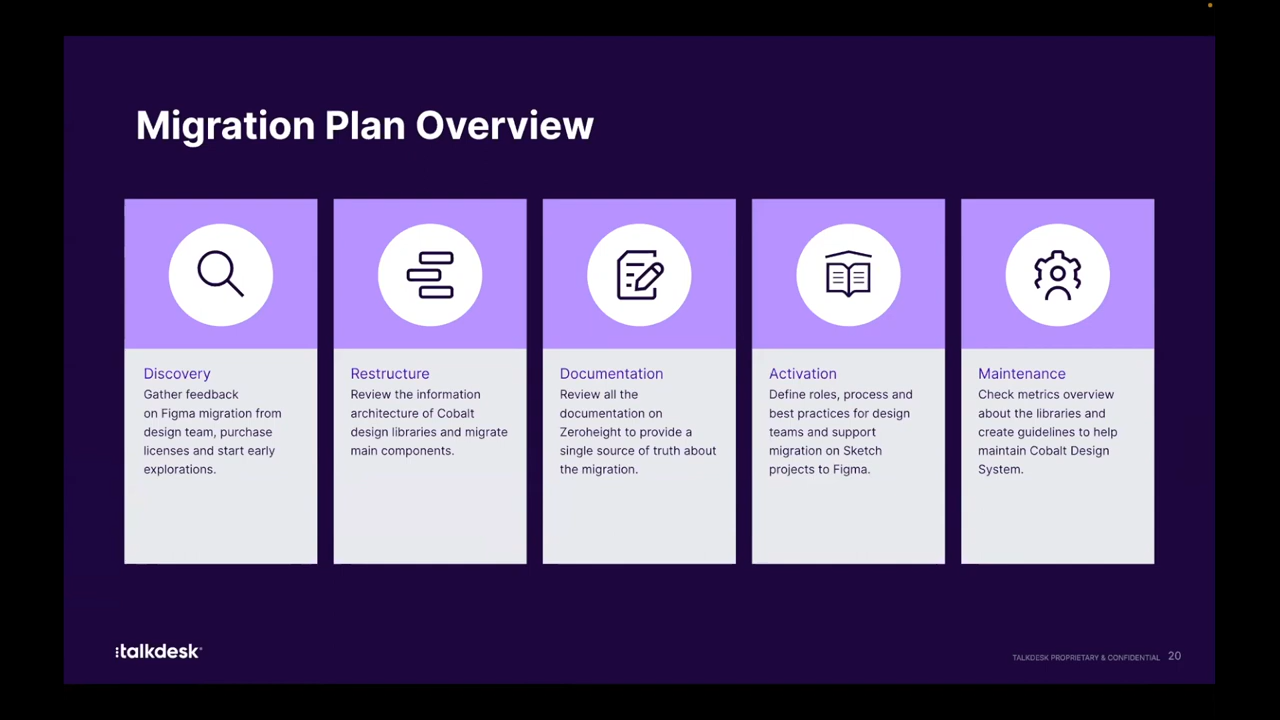 Migration Plan Overview
Discovery
Gather feedback
on Figma migration from
design team, purchase
licenses and start early
explorations.
Restructure
Review the information
architecture of Cobalt
design libraries and migrate
main components.
Documentation
Review all the
documentation on
Zeroheight to provide a
single source of truth about
the migration.
Activation
Define roles, process and
best practices for design
teams and support
migration on Sketch
projects to Figma.
Maintenance
Check metrics overview
about the libraries and
create guidelines to help
maintain Cobalt Design
System.
:talkdesk®
TALKDESK PROPRIETARY & CONFIDENTIAL 20